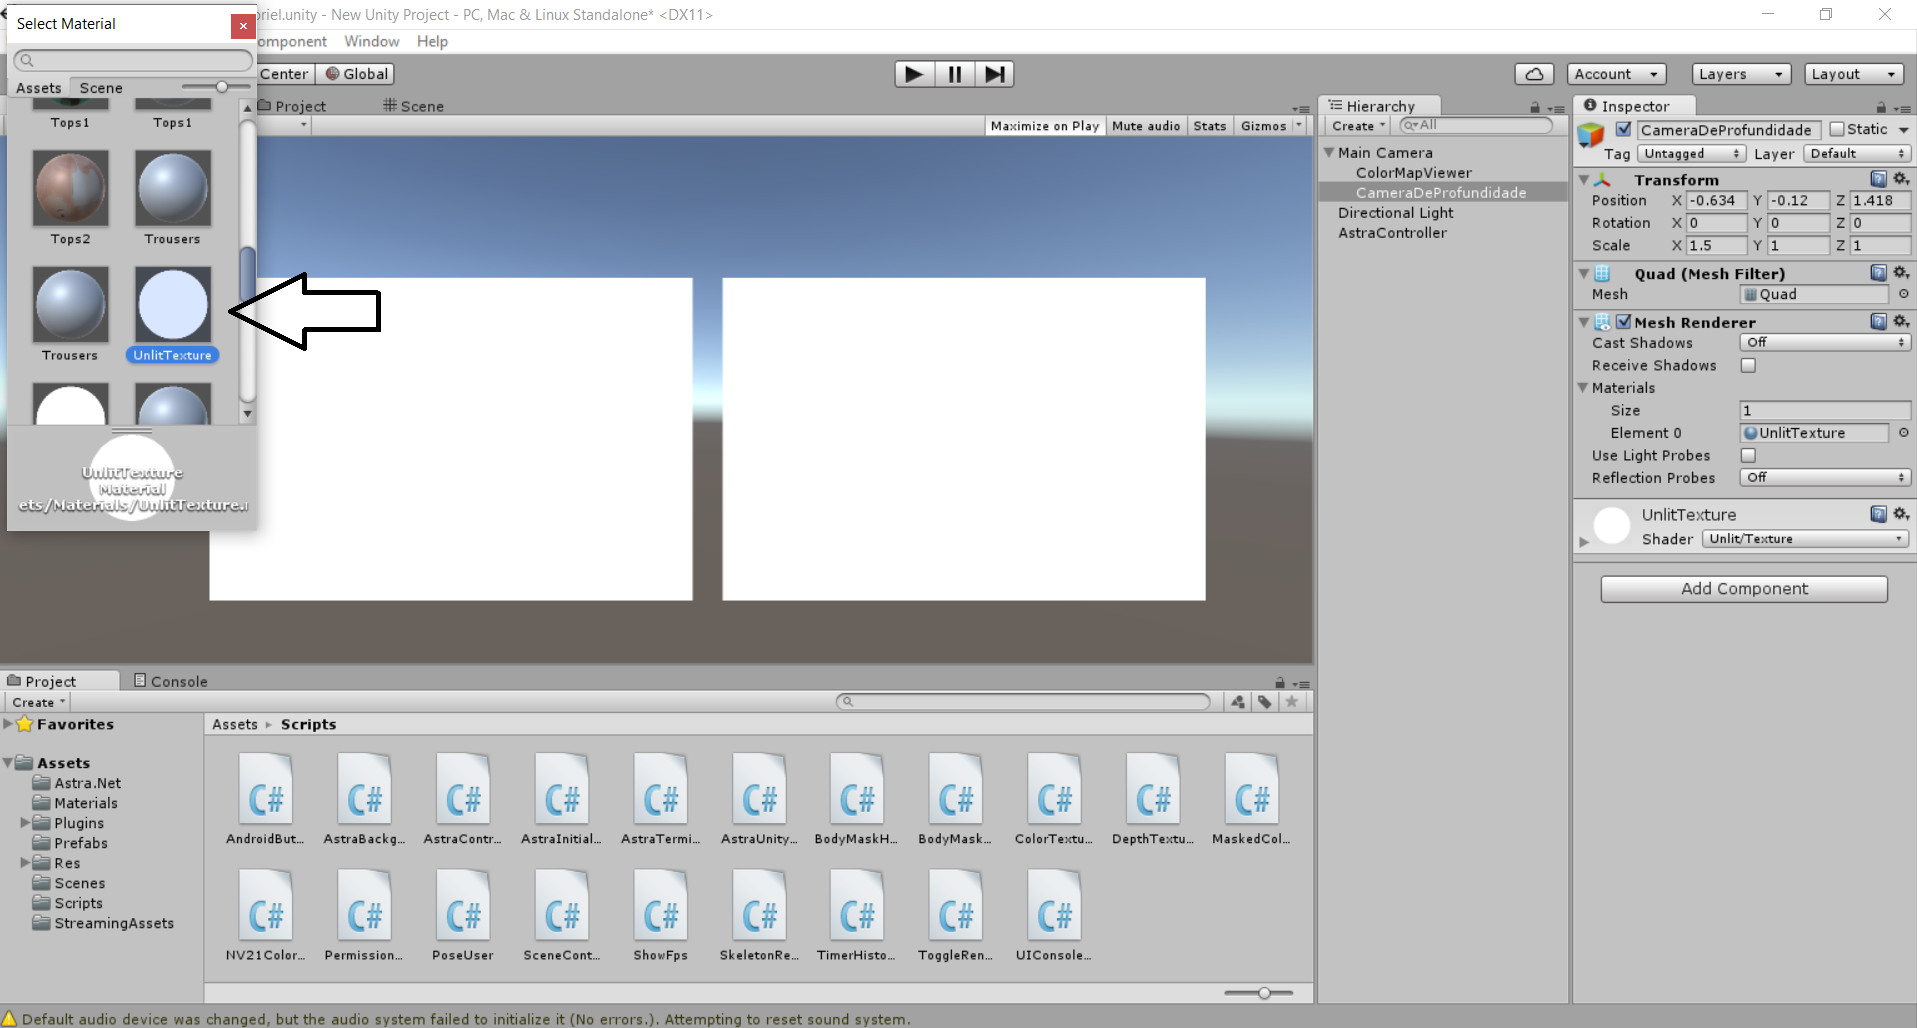 Select Material
briel.unity - New Unity Project - PC, Mac & Linux Standalone* <DX11>
omponent Window Help
Center Global
Account Layers Layout
Assets Scene
Project Scene
Tops1 Tops1
Tops2 Trousers
Trousers UnlitTexture
UnlitTexture
Material
ets/Materials/UnlitTexture.
Maximize on Play Mute audio Stats Gizmos
Hierarchy
Create All
Main Camera
ColorMapViewer
CameraDeProfundidade
Directional Light
AstraController
Inspector
CameraDeProfundidade Static
Tag Untagged Layer Default
Transform
Position X -0.634 Y -0.12 Z 1.418
Rotation X 0 Y 0 Z 0
Scale X 1.5 Y 1 Z 1
Quad (Mesh Filter)
Mesh Quad
Mesh Renderer
Cast Shadows Off
Receive Shadows
Materials
Size 1
Element 0 UnlitTexture
Use Light Probes
Reflection Probes Off
UnlitTexture
Shader Unlit/Texture
Add Component
Project Console
Create
Favorites
Assets
Astra.Net
Materials
Plugins
Prefabs
Res
Scenes
Scripts
StreamingAssets
Assets Scripts
C# C# C# C# C# C# C# C# C# C# C#
AndroidBut... AstraBackg... AstraContr... AstraInitial... AstraTermi... AstraUnity... BodyMaskH... BodyMask... ColorTextu... DepthTextu... MaskedCol...
C# C# C# C# C# C# C# C# C#
NV21Color... Permission... PoseUser SceneCont... ShowFps SkeletonRe... TimerHisto... ToggleRen... UIConsole...
Default audio device was changed, but the audio system failed to initialize it (No errors.). Attempting to reset sound system.